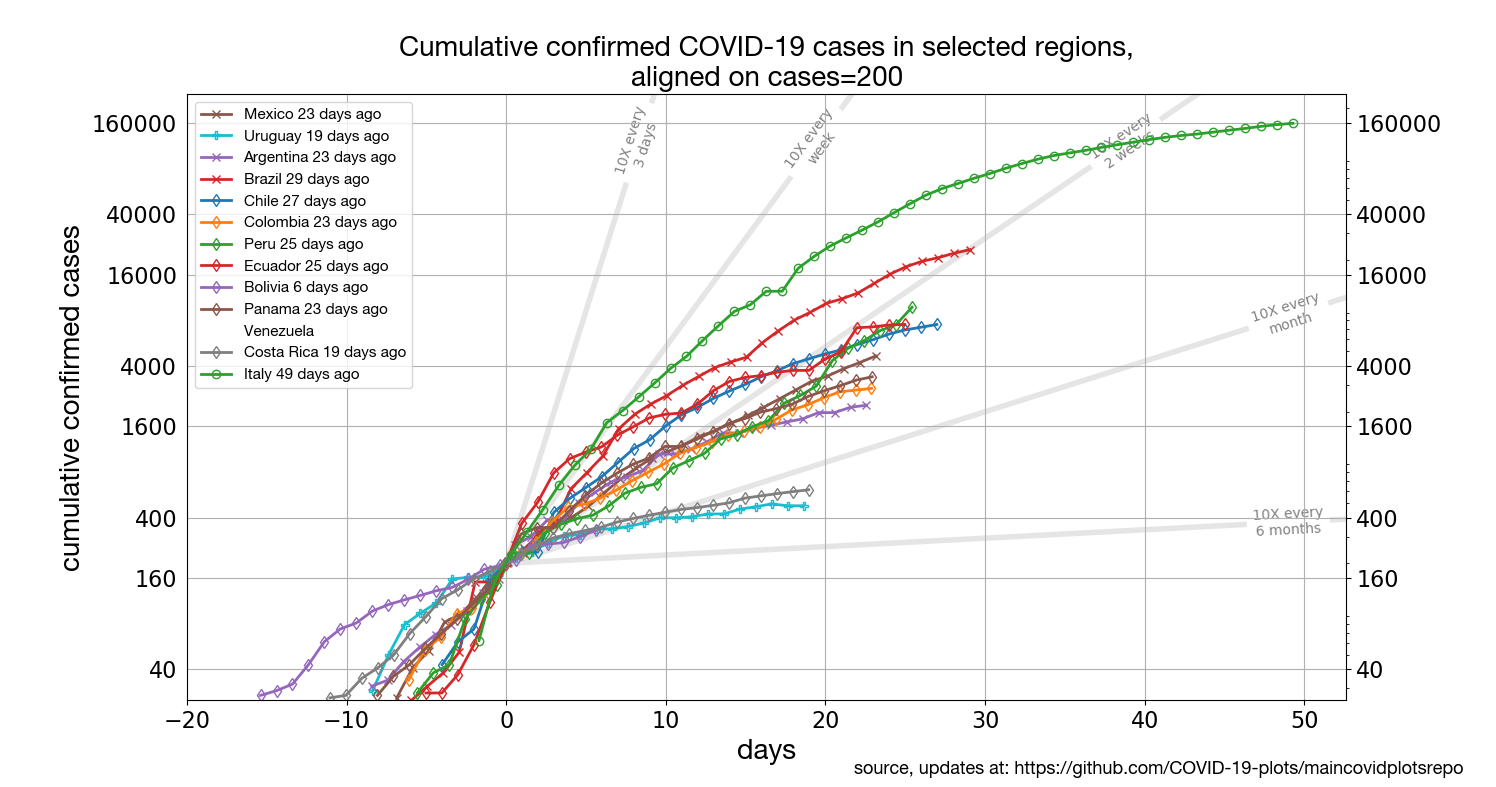 Cumulative confirmed COVID-19 cases in selected regions,
aligned on cases=200
10X every
3 days
10X every
week
10X every
2 weeks
10X every
month
10X every
6 months
Mexico 23 days ago
Uruguay 19 days ago
Argentina 23 days ago
Brazil 29 days ago
Chile 27 days ago
Colombia 23 days ago
Peru 25 days ago
Ecuador 25 days ago
Bolivia 6 days ago
Panama 23 days ago
Venezuela
Costa Rica 19 days ago
Italy 49 days ago
cumulative confirmed cases
160000
40000
16000
4000
1600
400
160
40
160000
40000
16000
4000
1600
400
160
40
−20 −10 0 10 20 30 40 50
days
source, updates at: https://github.com/COVID-19-plots/maincovidplotsrepo